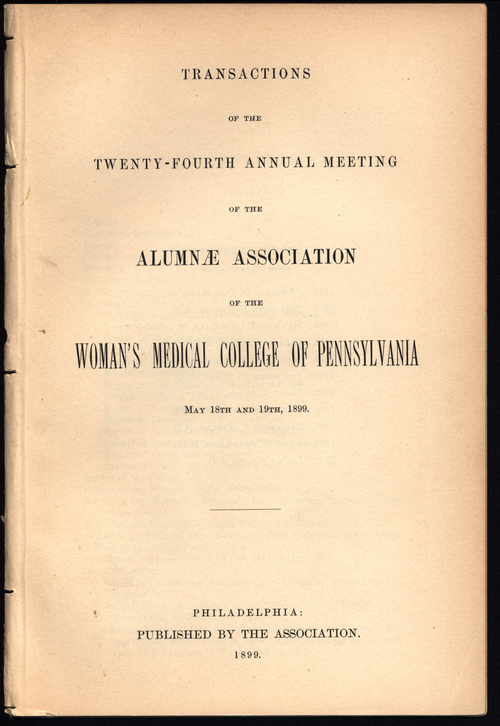 TRANSACTIONS
OF THE
TWENTY-FOURTH ANNUAL MEETING
OF THE
ALUMNÆ ASSOCIATION
OF THE
WOMAN'S MEDICAL COLLEGE OF PENNSYLVANIA
MAY 18TH AND 19TH, 1899.
PHILADELPHIA:
PUBLISHED BY THE ASSOCIATION.
1899.